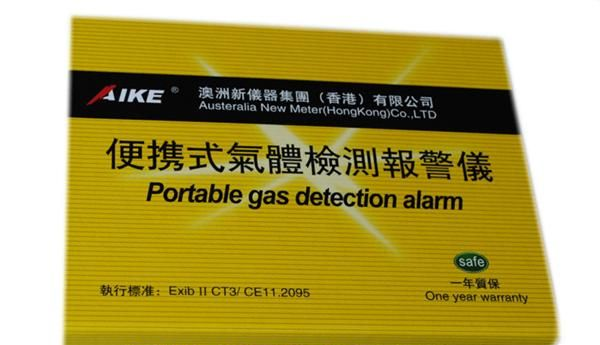 AIKE ®
澳洲新儀器集團（香港）有限公司
Australia New Meter(HongKong)Co.,LTD
便携式氣體檢測報警儀
Portable gas detection alarm
safe
一年質保
One year warranty
執行標准：Exib II CT3/ CE11.2095